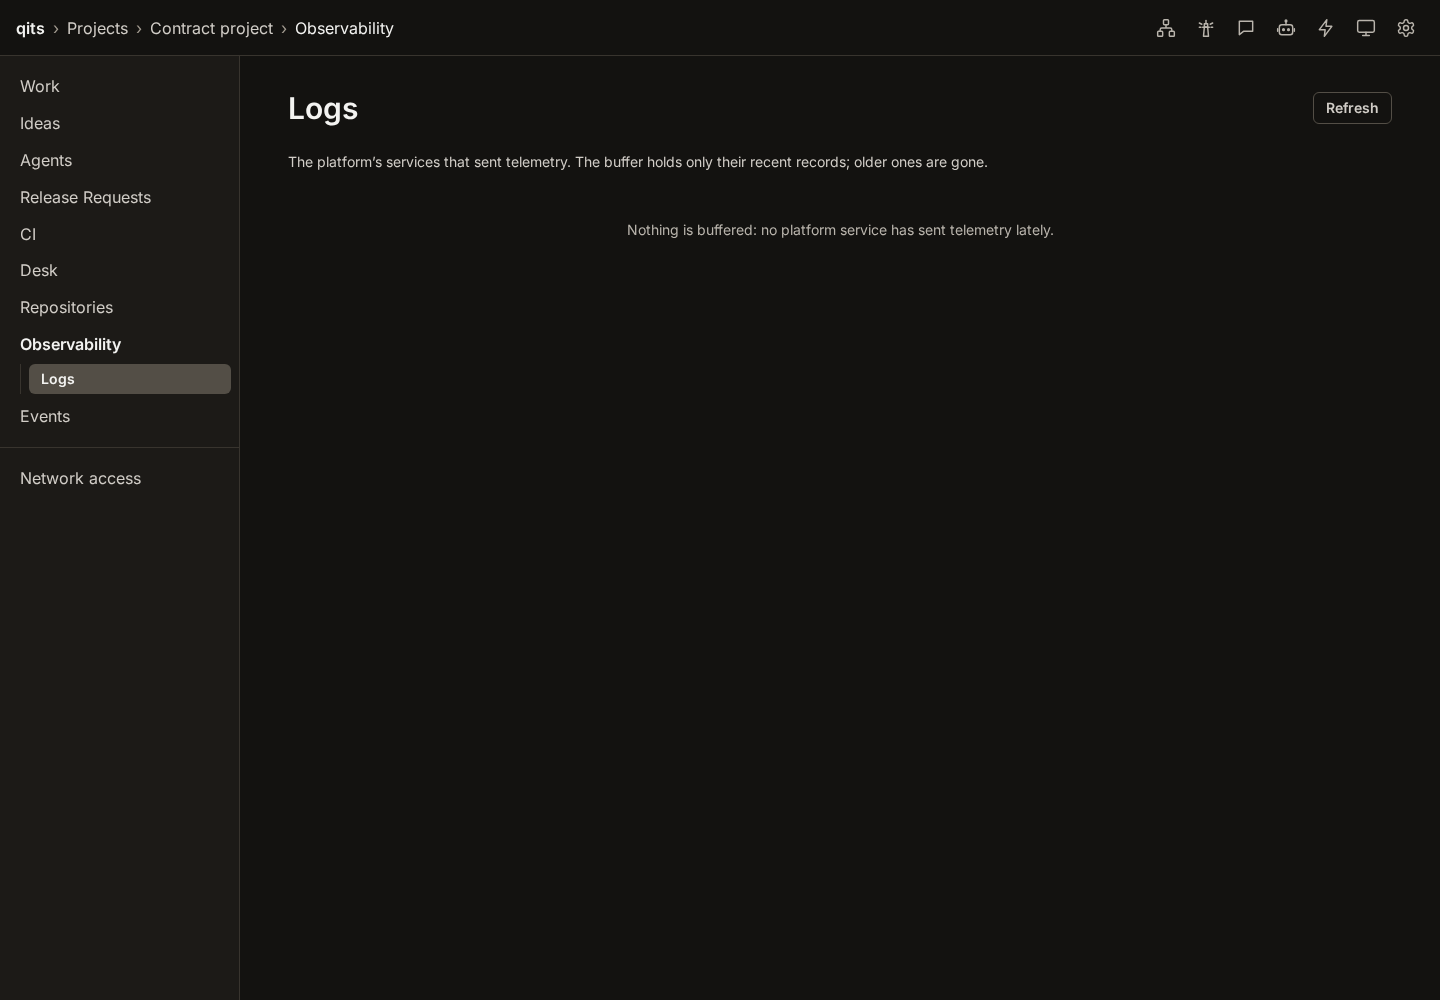 qits › Projects › Contract project › Observability
Work
Ideas
Agents
Release Requests
CI
Desk
Repositories
Observability
Logs
Events
Network access
Logs
Refresh
The platform’s services that sent telemetry. The buffer holds only their recent records; older ones are gone.
Nothing is buffered: no platform service has sent telemetry lately.